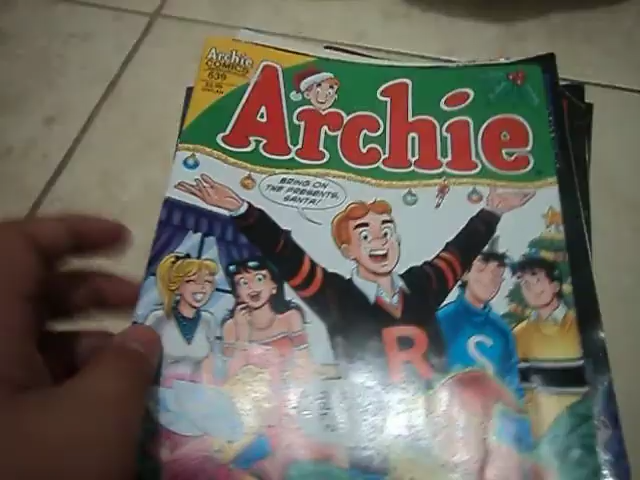 Archie
COMICS
639
Archie
BRING ON
THE PRESENTS,
SANTA!
R
S